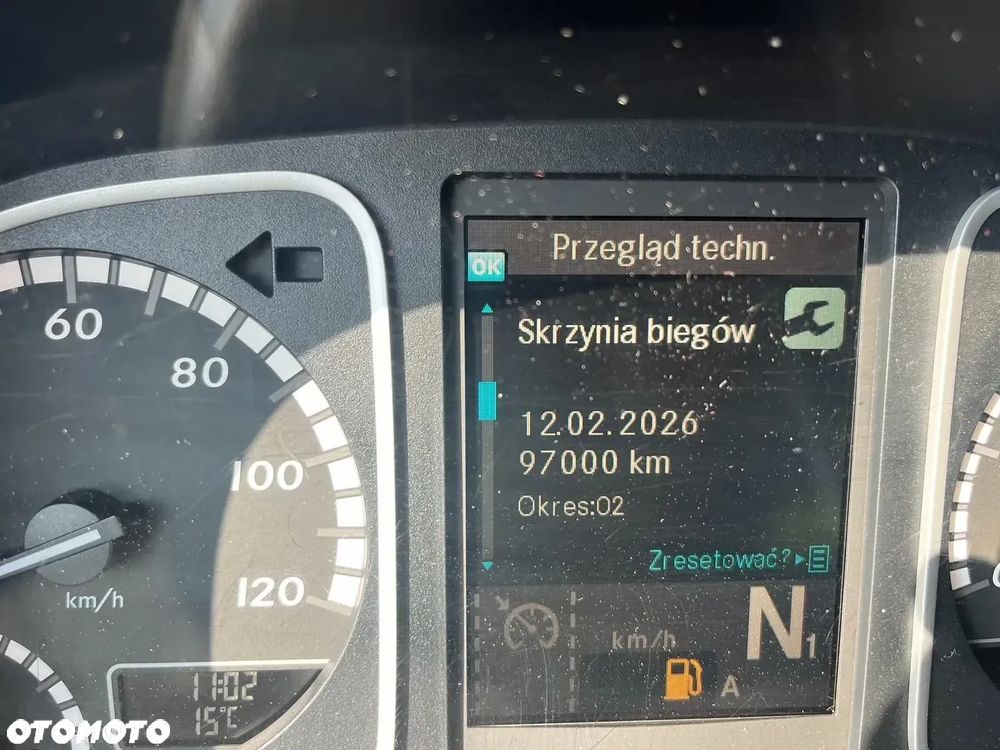 60
80
100
120
km/h
11:02
15°C
Przegląd techn.
OK
Skrzynia biegów
12.02.2026
97000 km
Okres:02
Zresetować?
km/h
N1
A
OTOMOTO